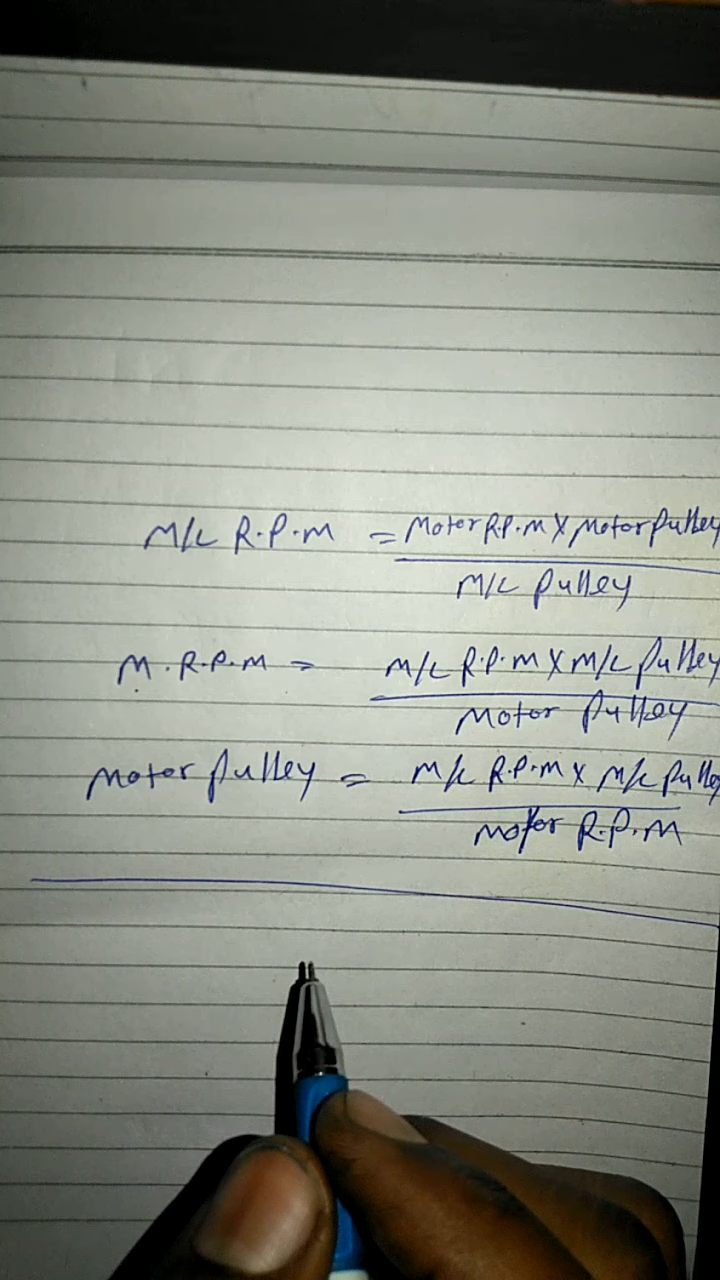 M/C R.P.M = Motor R.P.M X Motor Pulley
M/C Pulley
M.R.P.M = M/C R.P.M X M/C Pulley
Motor Pulley
Motor Pulley = M/C R.P.M X M/C Pulley
Motor R.P.M